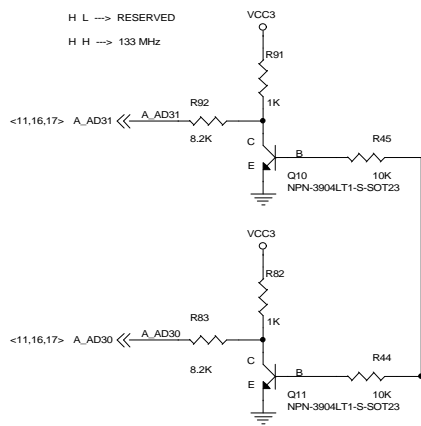 H L ---> RESERVED
H H ---> 133 MHz
VCC3
R91
1K
R92
<11,16,17> A_AD31
A_AD31
8.2K
C
B
E
R45
10K
Q10
NPN-3904LT1-S-SOT23
VCC3
R82
1K
R83
<11,16,17> A_AD30
A_AD30
8.2K
C
B
E
R44
10K
Q11
NPN-3904LT1-S-SOT23